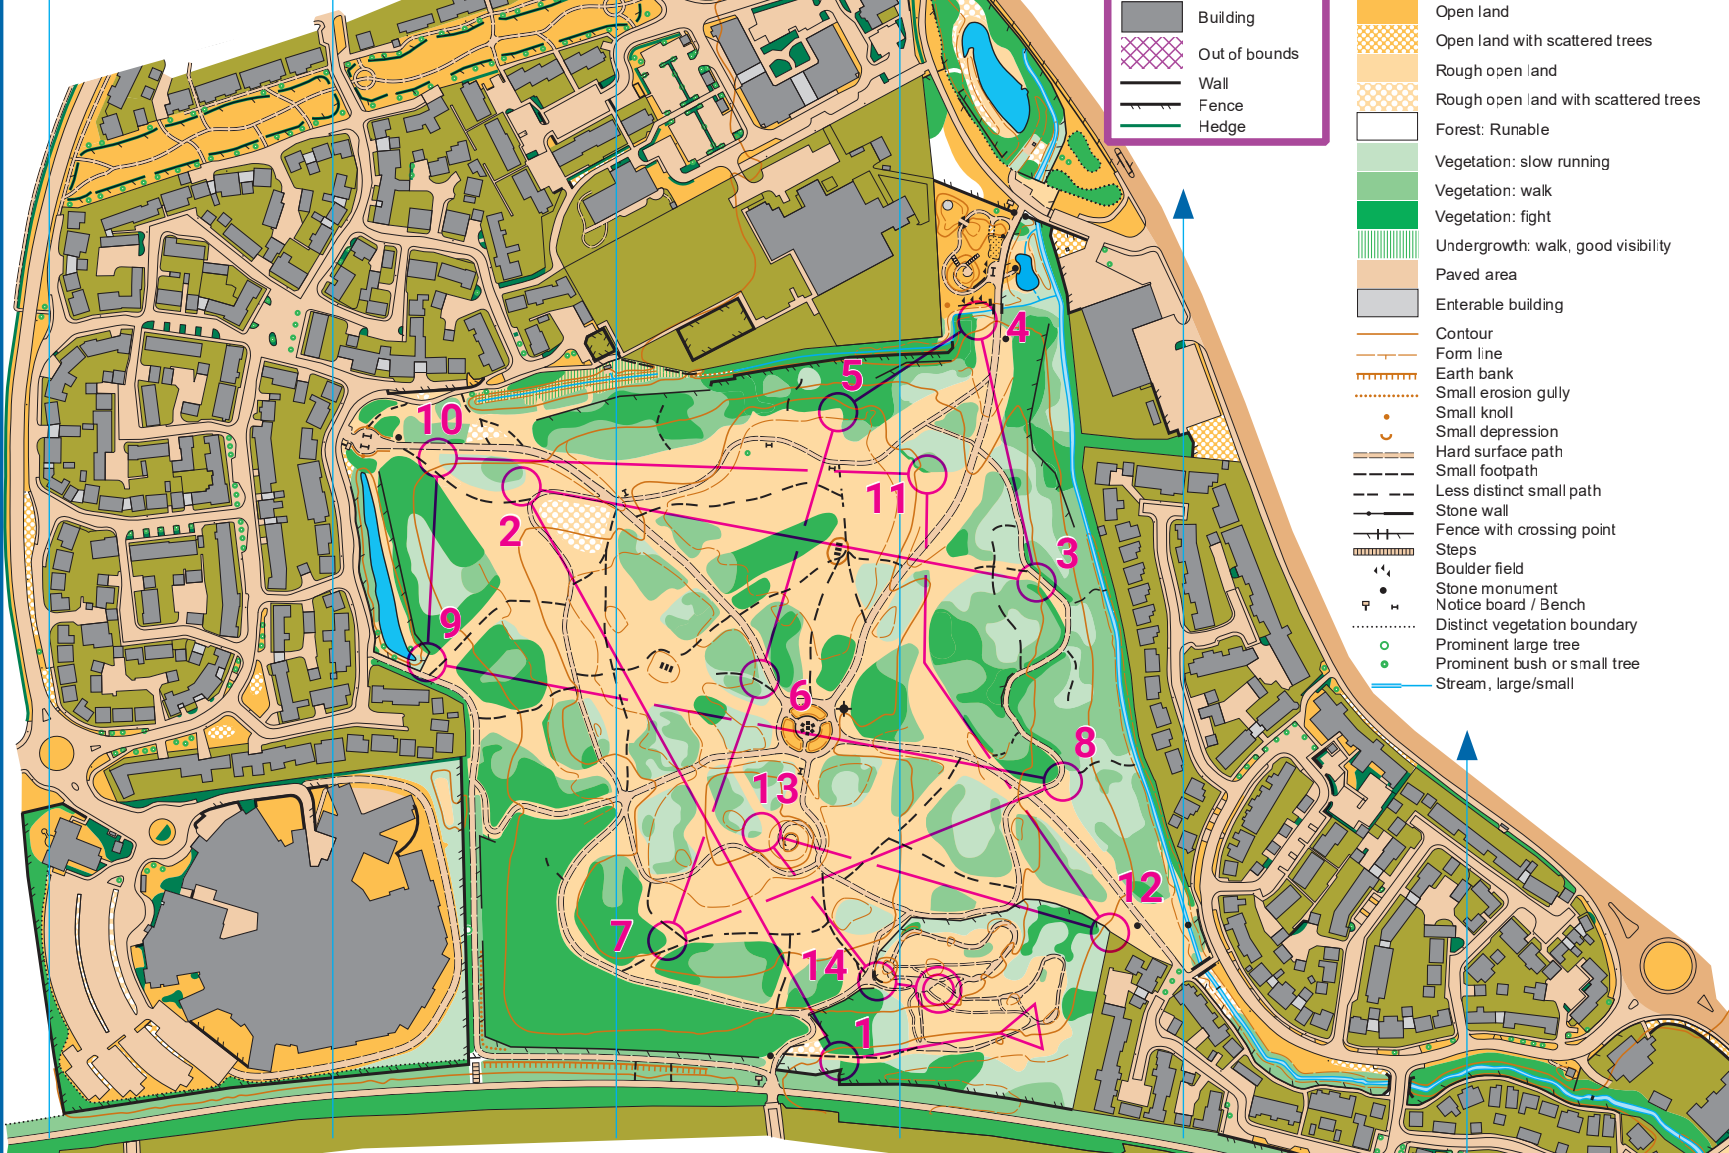 Building
Out of bounds
Wall
Fence
Hedge
Open land
Open land with scattered trees
Rough open land
Rough open land with scattered trees
Forest: Runable
Vegetation: slow running
Vegetation: walk
Vegetation: fight
Undergrowth: walk, good visibility
Paved area
Enterable building
Contour
Form line
Earth bank
Small erosion gully
Small knoll
Small depression
Hard surface path
Small footpath
Less distinct small path
Stone wall
Fence with crossing point
Steps
Boulder field
Stone monument
Notice board / Bench
Distinct vegetation boundary
Prominent large tree
Prominent bush or small tree
Stream, large/small
4
5
10
11
2
3
9
6
8
13
12
7
14
1